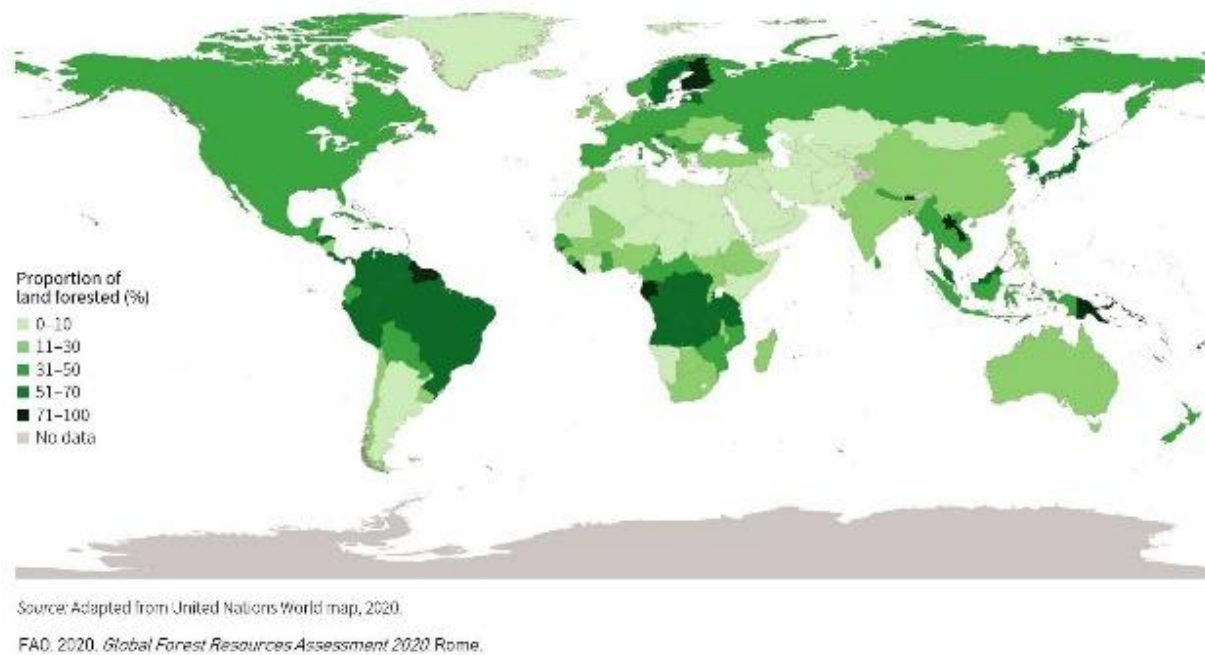 Proportion of
land forested (%)
0–10
11–30
31–50
51–70
71–100
No data
Source: Adapted from United Nations World map, 2020.
FAO. 2020. Global Forest Resources Assessment 2020. Rome.